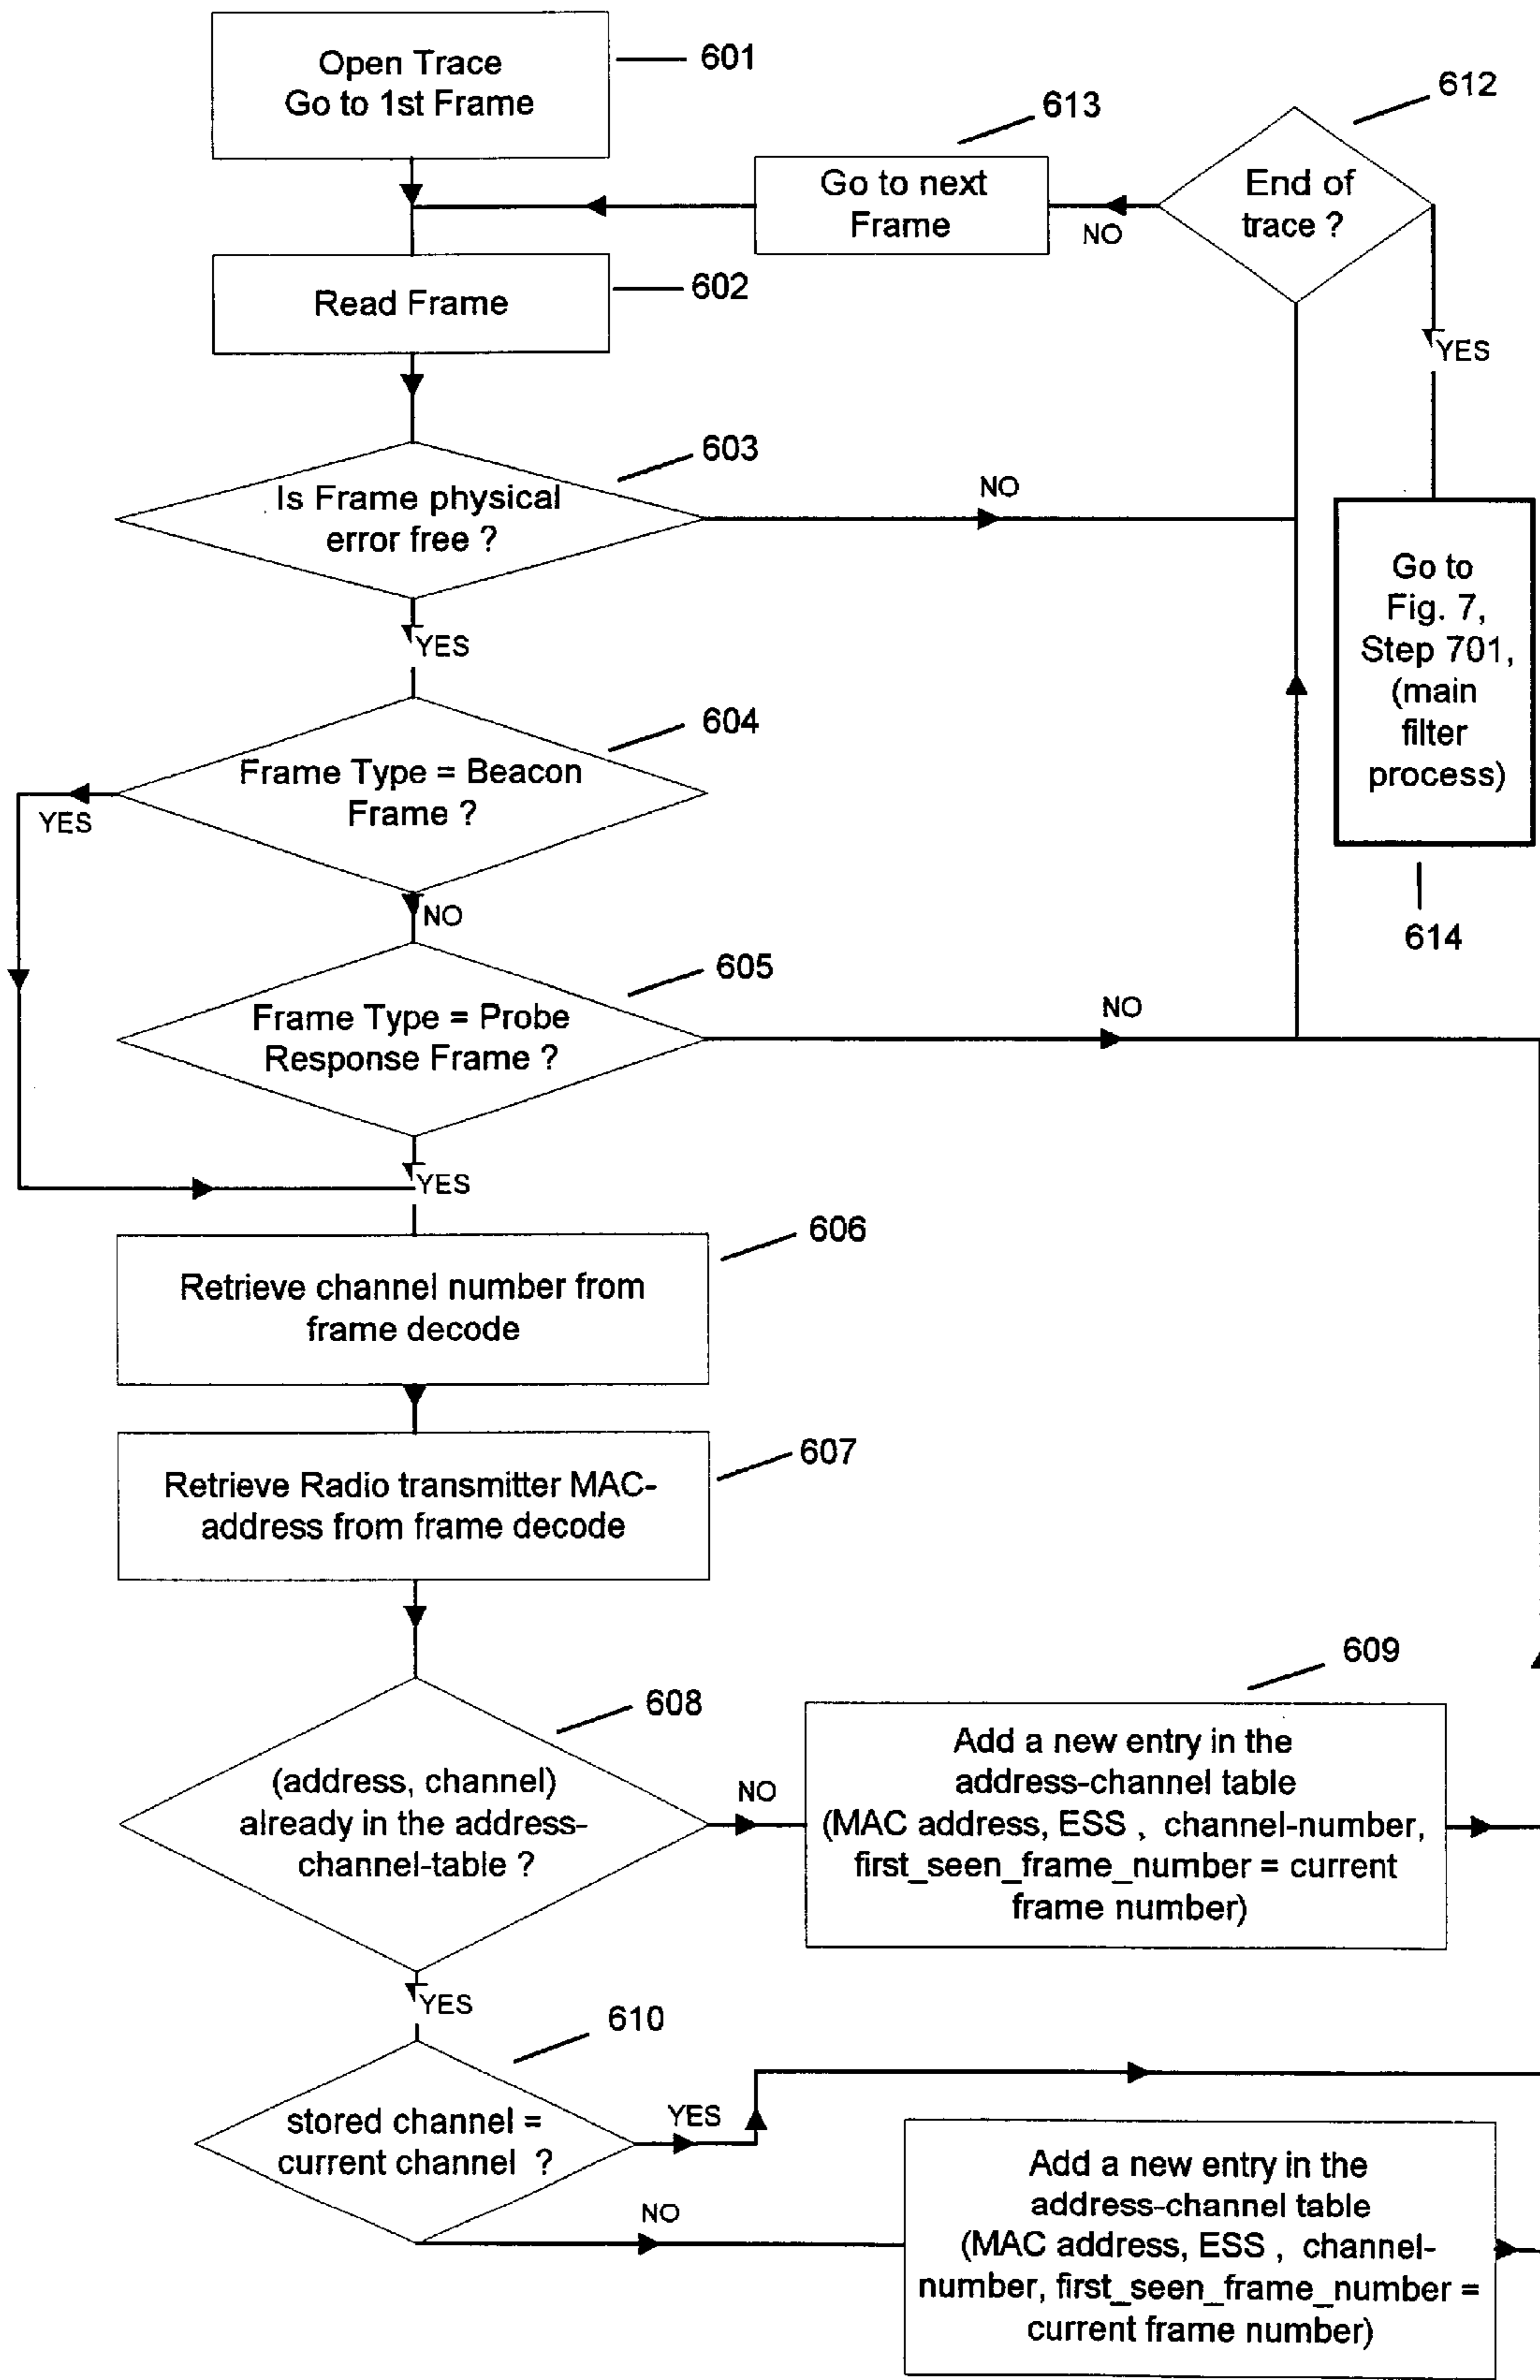 Open Trace
Go to 1st Frame
601
612
613
Go to next
Frame
NO
End of
trace ?
YES
Read Frame
602
603
Is Frame physical
error free ?
NO
YES
Go to
Fig. 7,
Step 701,
(main
filter
process)
614
604
Frame Type = Beacon
Frame ?
YES
NO
605
Frame Type = Probe
Response Frame ?
NO
YES
606
Retrieve channel number from
frame decode
607
Retrieve Radio transmitter MAC-
address from frame decode
608
(address, channel)
already in the address-
channel-table ?
NO
609
Add a new entry in the
address-channel table
(MAC address, ESS , channel-number,
first_seen_frame_number = current
frame number)
YES
610
stored channel =
current channel ?
YES
NO
Add a new entry in the
address-channel table
(MAC address, ESS , channel-
number, first_seen_frame_number =
current frame number)